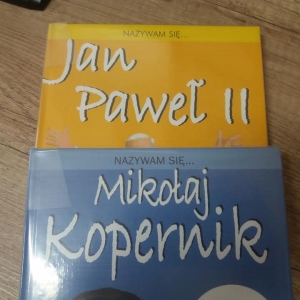 NAZYWAM SIĘ...
Jan
Paweł II
NAZYWAM SIĘ...
Mikołaj
Kopernik